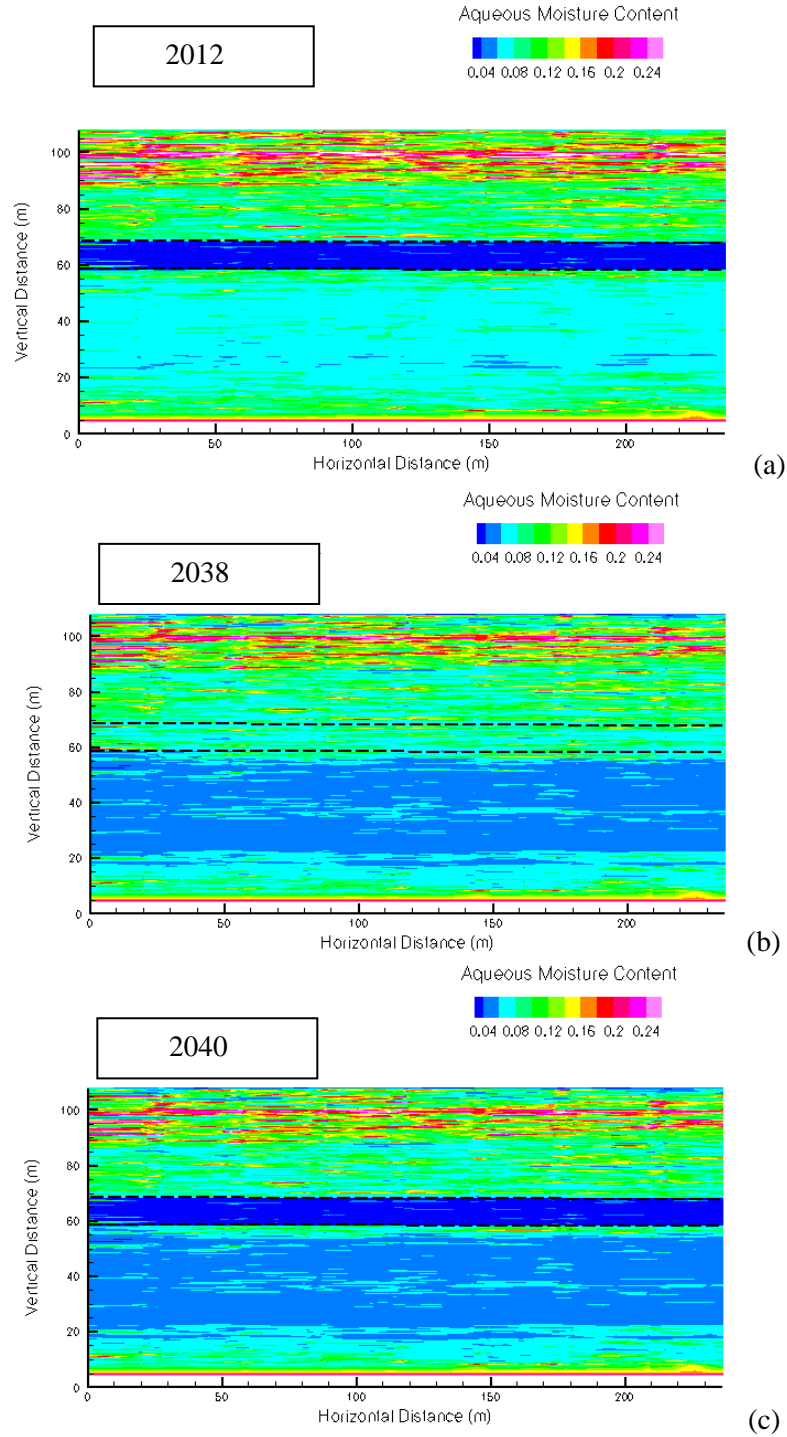 Aqueous Moisture Content
2012
0.04 0.08 0.12 0.16 0.2 0.24
100
80
60
40
20
0
Vertical Distance (m)
0 50 100 150 200
Horizontal Distance (m)
(a)
Aqueous Moisture Content
2038
0.04 0.08 0.12 0.16 0.2 0.24
100
80
60
40
20
0
Vertical Distance (m)
0 50 100 150 200
Horizontal Distance (m)
(b)
Aqueous Moisture Content
2040
0.04 0.08 0.12 0.16 0.2 0.24
100
80
60
40
20
0
Vertical Distance (m)
0 50 100 150 200
Horizontal Distance (m)
(c)